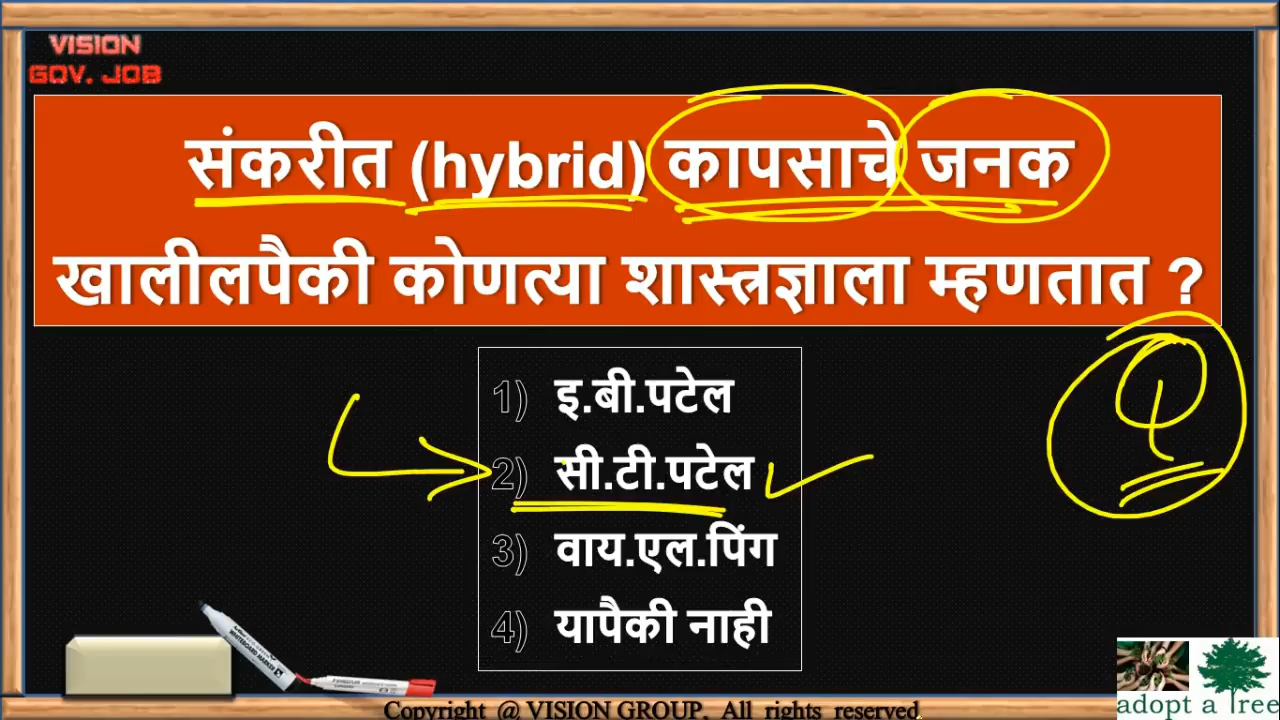 VISION
GOV. JOB
संकरीत (hybrid) कापसाचे जनक
खालीलपैकी कोणत्या शास्त्रज्ञाला म्हणतात ?
1) इ.बी.पटेल
2) सी.टी.पटेल
3) वाय.एल.पिंग
4) यापैकी नाही
adopt a Tree
Copyright @ VISION GROUP, All rights reserved.